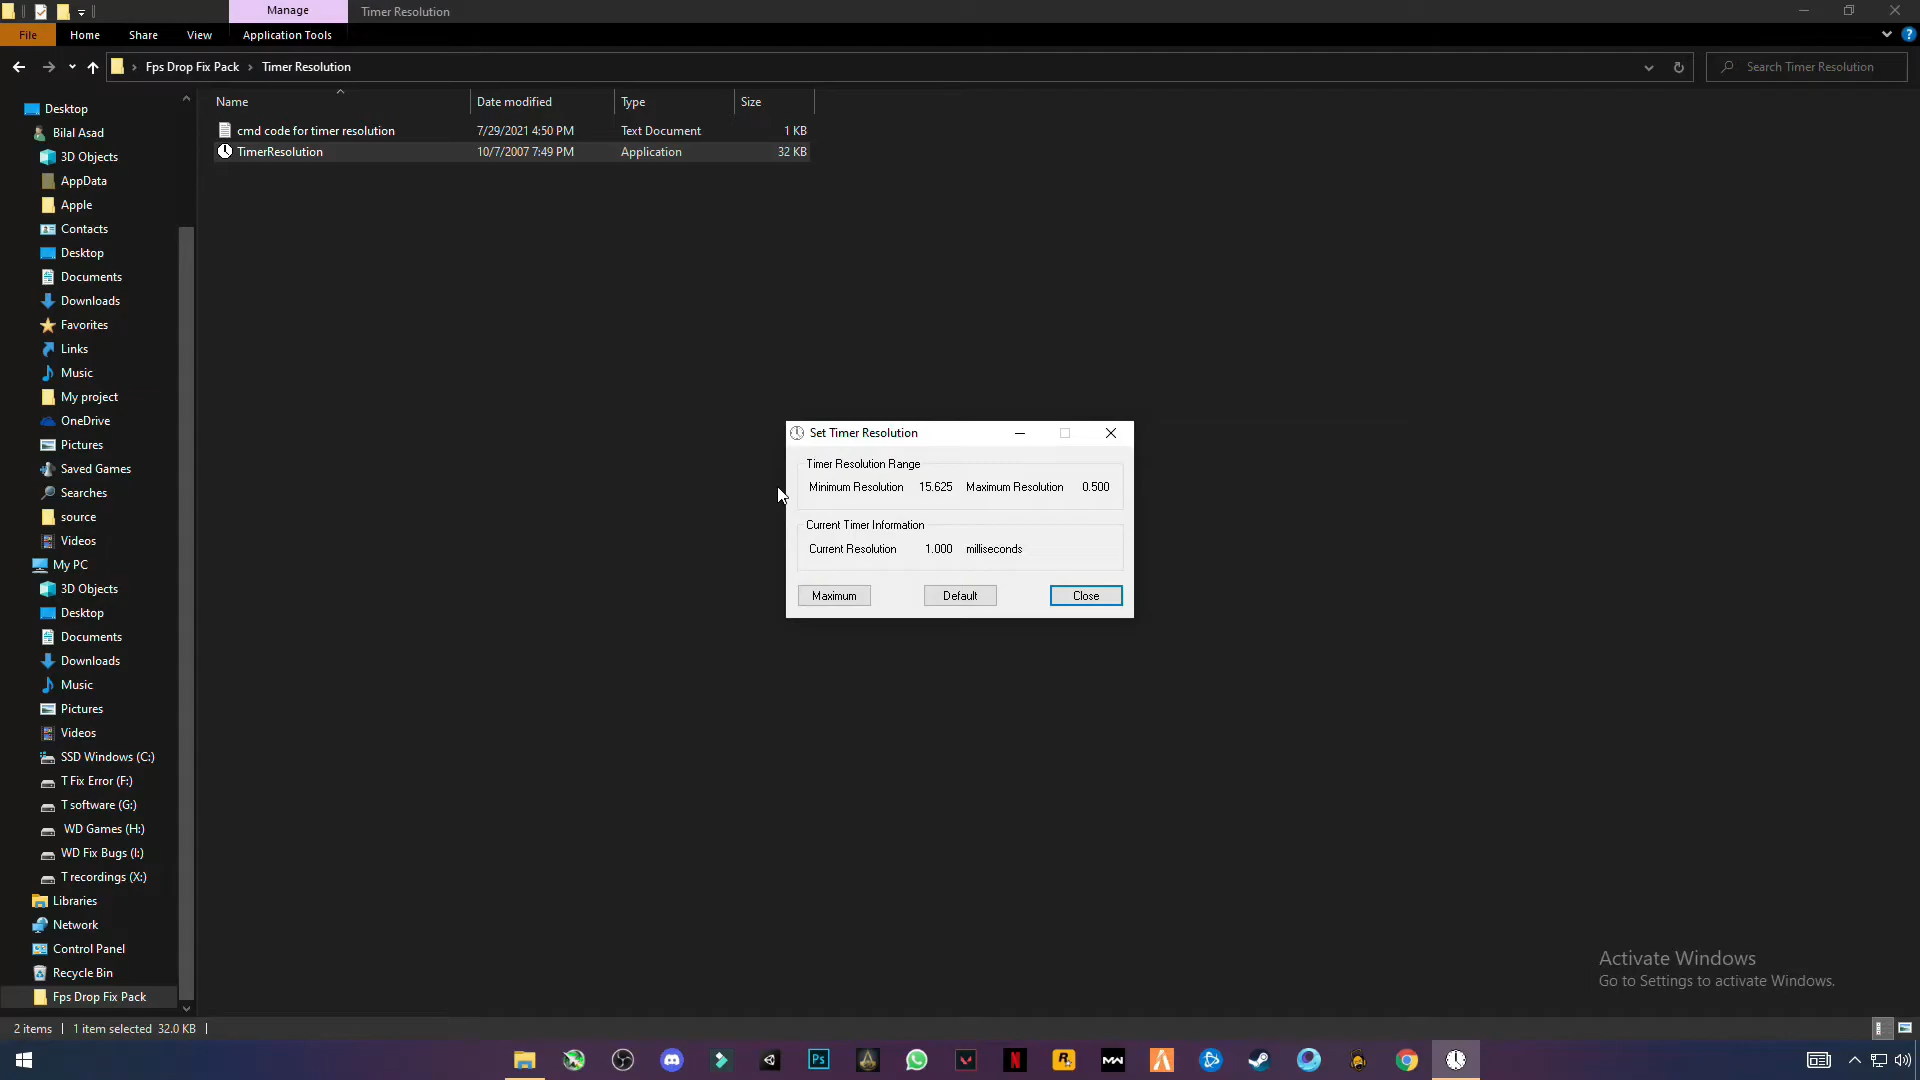 Manage
Timer Resolution
File
Home
Share
View
Application Tools
Fps Drop Fix Pack
Timer Resolution
Search Timer Resolution
Name
Date modified
Type
Size
cmd code for timer resolution
7/29/2021 4:50 PM
Text Document
1 KB
TimerResolution
10/7/2007 7:49 PM
Application
32 KB
Desktop
Bilal Asad
3D Objects
AppData
Apple
Contacts
Desktop
Documents
Downloads
Favorites
Links
Music
My project
OneDrive
Pictures
Saved Games
Searches
source
Videos
My PC
3D Objects
Desktop
Documents
Downloads
Music
Pictures
Videos
SSD Windows (C:)
T Fix Error (F:)
T software (G:)
WD Games (H:)
WD Fix Bugs (I:)
T recordings (X:)
Libraries
Network
Control Panel
Recycle Bin
Fps Drop Fix Pack
Set Timer Resolution
Timer Resolution Range
Minimum Resolution 15.625 Maximum Resolution 0.500
Current Timer Information
Current Resolution 1.000 milliseconds
Maximum
Default
Close
Activate Windows
Go to Settings to activate Windows.
2 items
1 item selected 32.0 KB
Ps
N
R
MW